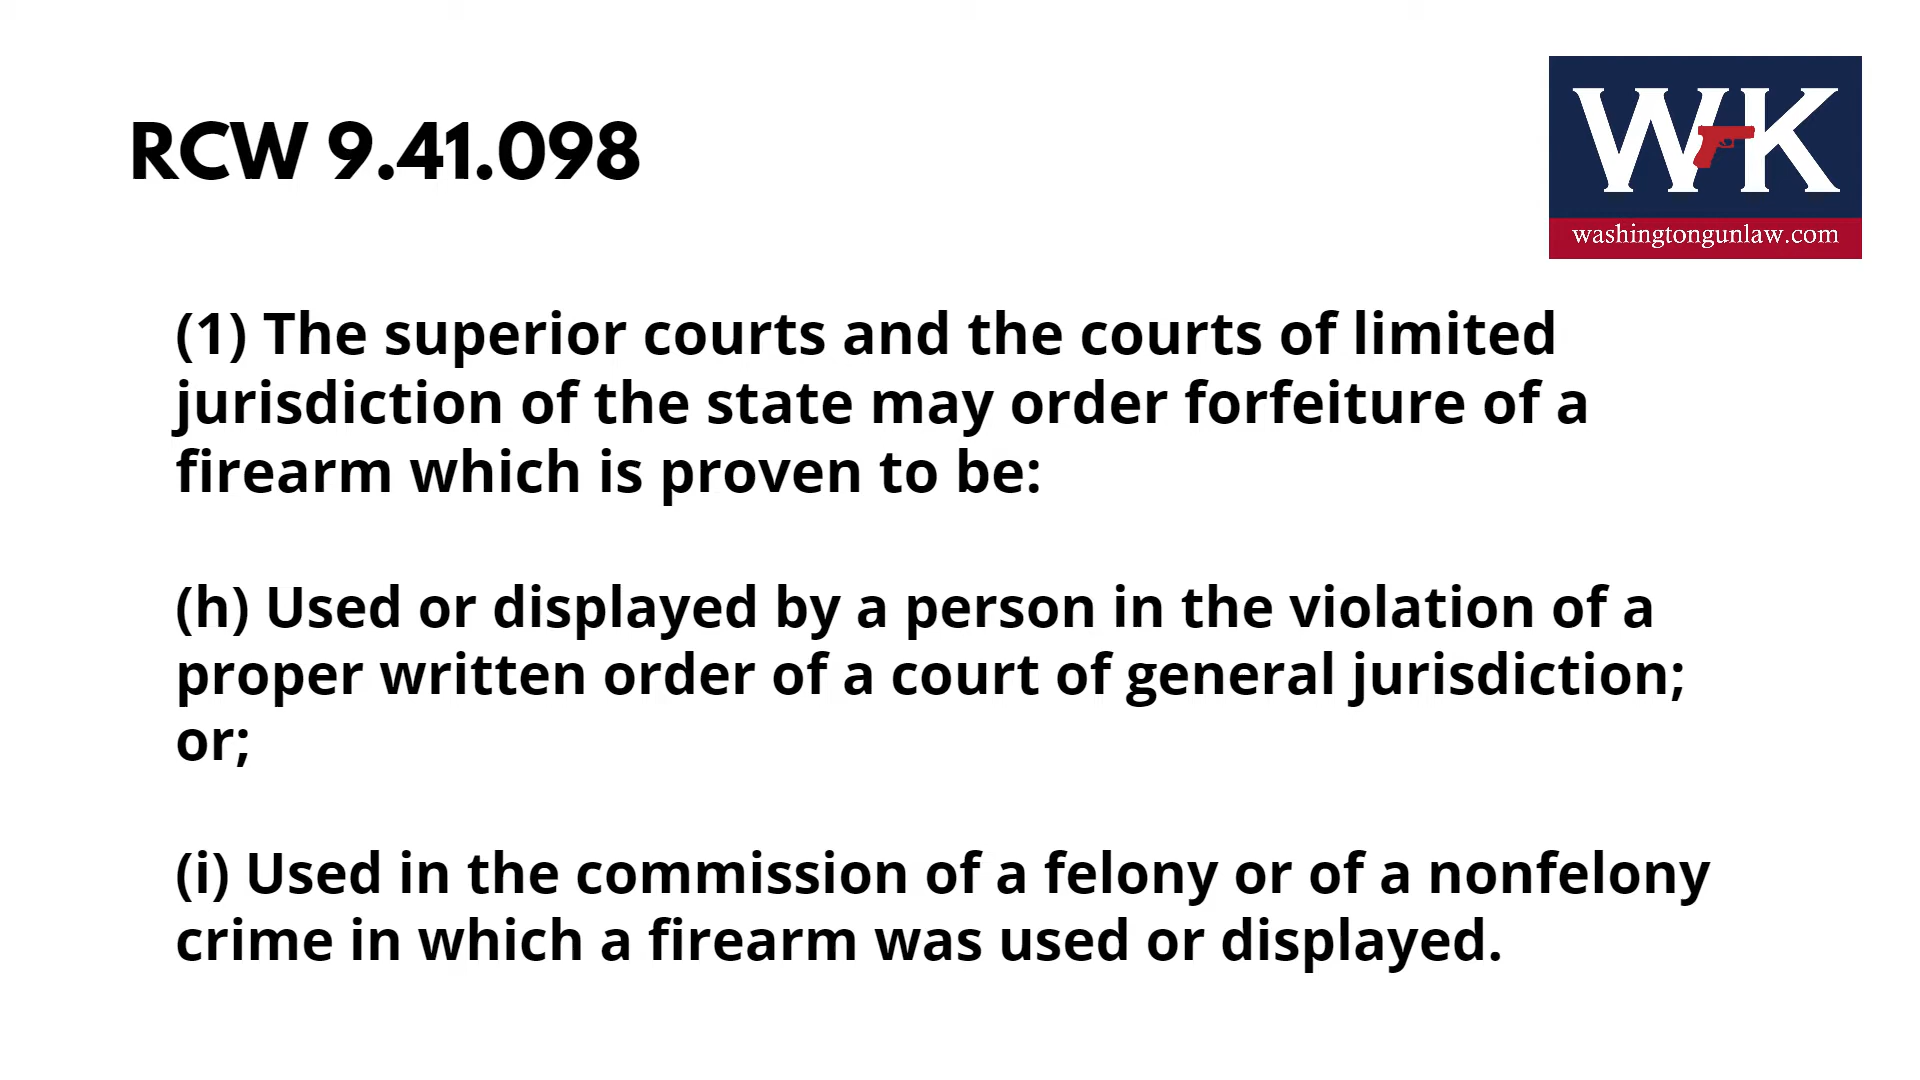 RCW 9.41.098
WK
washingtongunlaw.com
(1) The superior courts and the courts of limited
jurisdiction of the state may order forfeiture of a
firearm which is proven to be:
(h) Used or displayed by a person in the violation of a
proper written order of a court of general jurisdiction;
or;
(i) Used in the commission of a felony or of a nonfelony
crime in which a firearm was used or displayed.